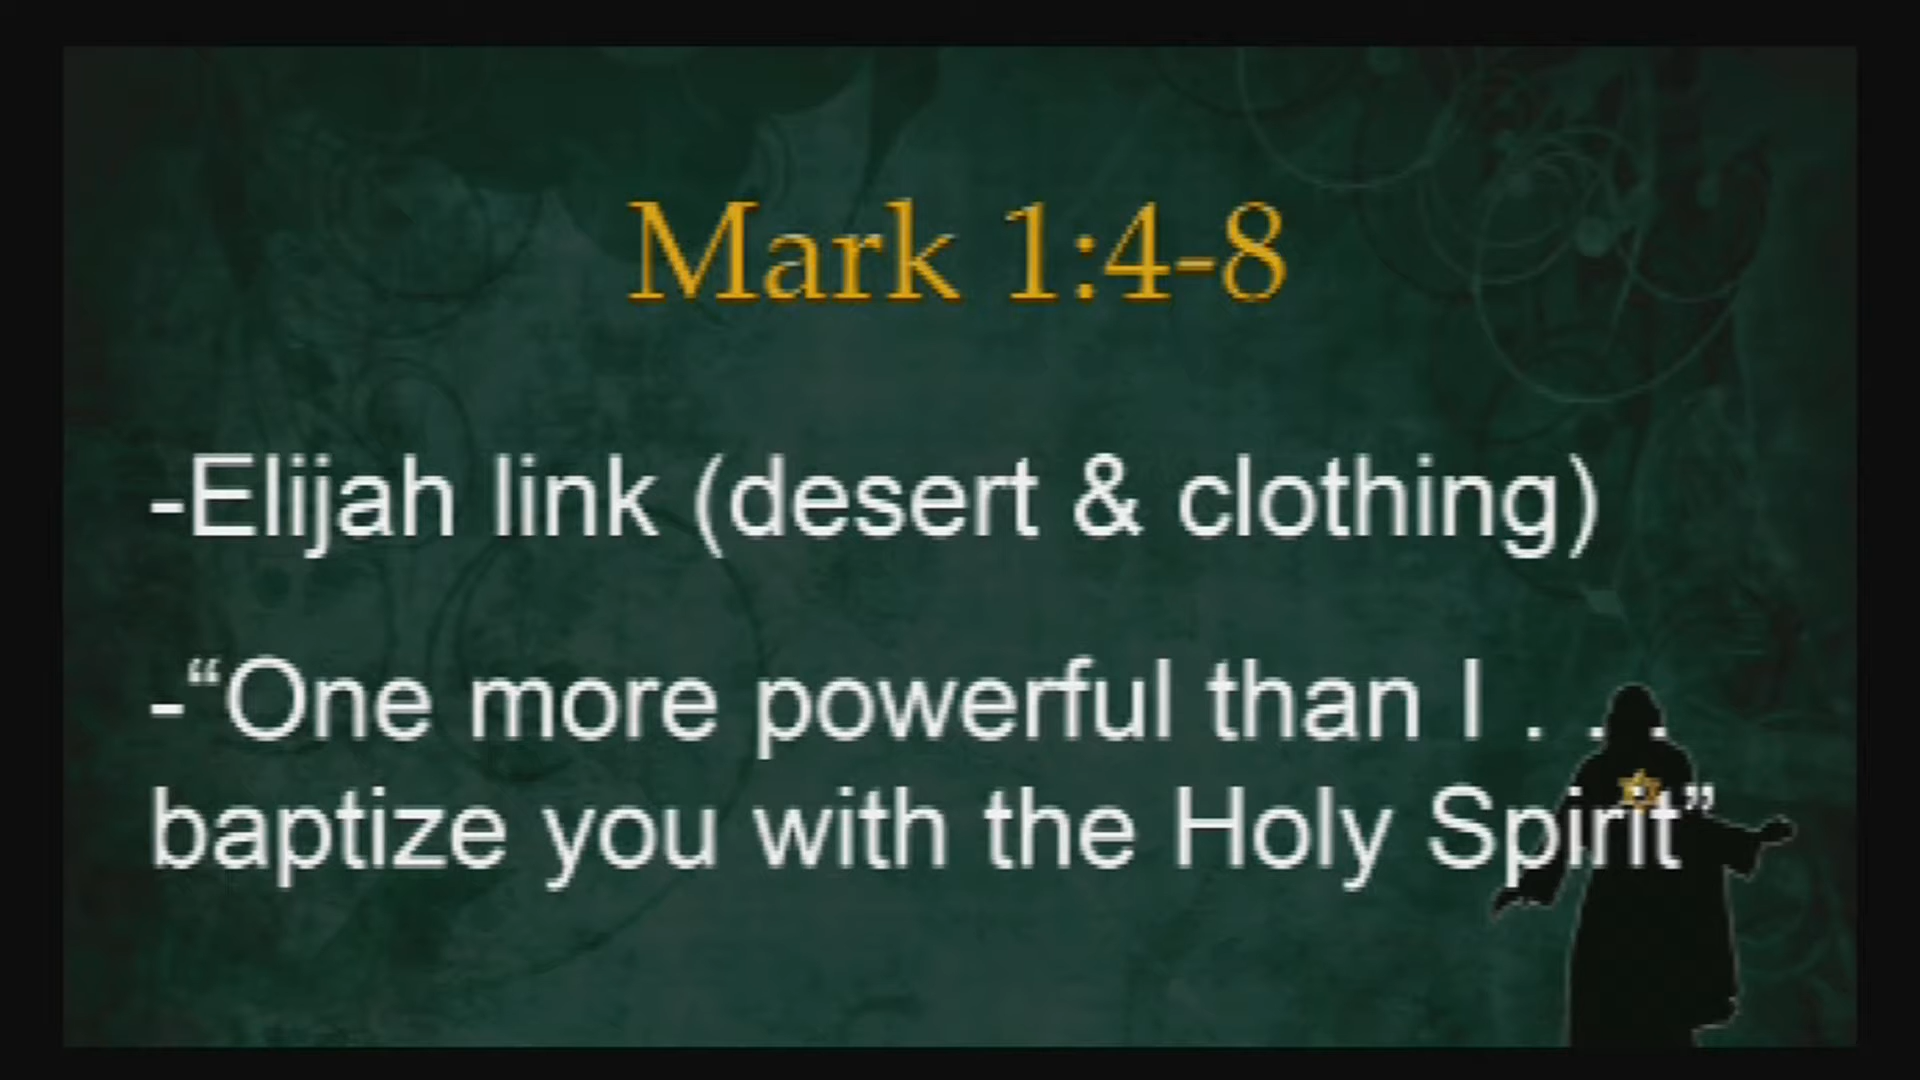 Mark 1:4-8
-Elijah link (desert & clothing)
-“One more powerful than I . . .
baptize you with the Holy Spirit”